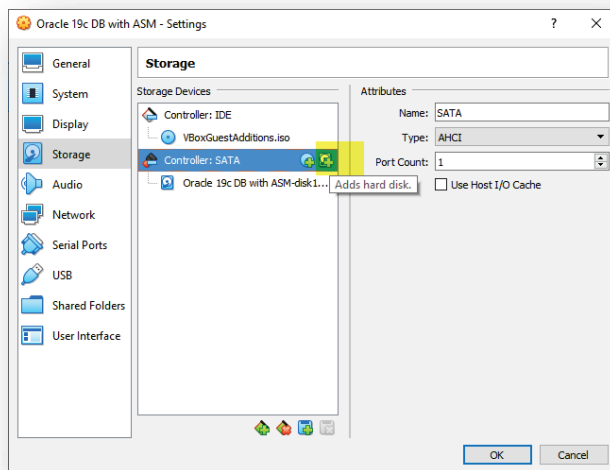 Oracle 19c DB with ASM - Settings
?
General
System
Display
Storage
Audio
Network
Serial Ports
USB
Shared Folders
User Interface
Storage
Storage Devices
Controller: IDE
VBoxGuestAdditions.iso
Controller: SATA
Oracle 19c DB with ASM-disk1...
Adds hard disk.
Attributes
Name: SATA
Type: AHCI
Port Count: 1
Use Host I/O Cache
OK
Cancel